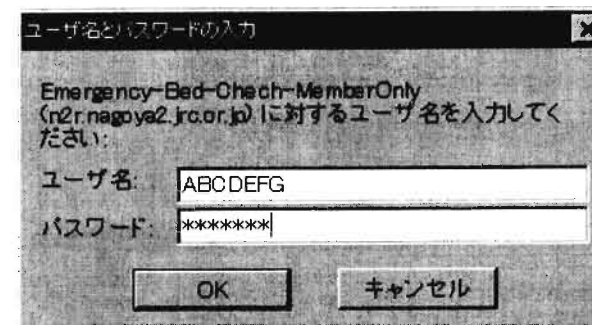 ユーザ名とパスワードの入力
Emergency-Bed-Chech-MemberOnly
(n2r.nagoya2.jrc.or.jp) に対するユーザ名を入力してく
ださい:
ユーザ名: ABCDEFG
パスワード: *******
OK キャンセル